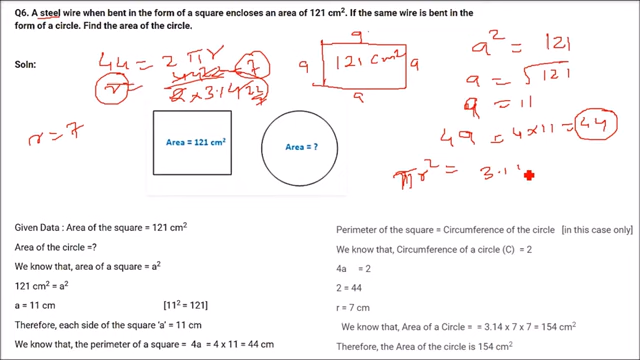 Q6. A steel wire when bent in the form of a square encloses an area of 121 cm². If the same wire is bent in the
form of a circle. Find the area of the circle.
Soln:
44 = 2 π r
r = = 7
2 × 3.14 22/7
r = 7
a
a 121 cm² a
a
a² = 121
a = √121
a = 11
4a = 4 × 11 = 44
πr² = 3.1
Area = 121 cm²
Area = ?
Given Data : Area of the square = 121 cm²
Area of the circle =?
We know that, area of a square = a²
121 cm² = a²
a = 11 cm [11² = 121]
Therefore, each side of the square 'a' = 11 cm
We know that, the perimeter of a square = 4a = 4 x 11 = 44 cm
Perimeter of the square = Circumference of the circle [in this case only]
We know that, Circumference of a circle (C) = 2
4a = 2
2 = 44
r = 7 cm
We know that, Area of a Circle = = 3.14 x 7 x 7 = 154 cm²
Therefore, the Area of the circle is 154 cm²